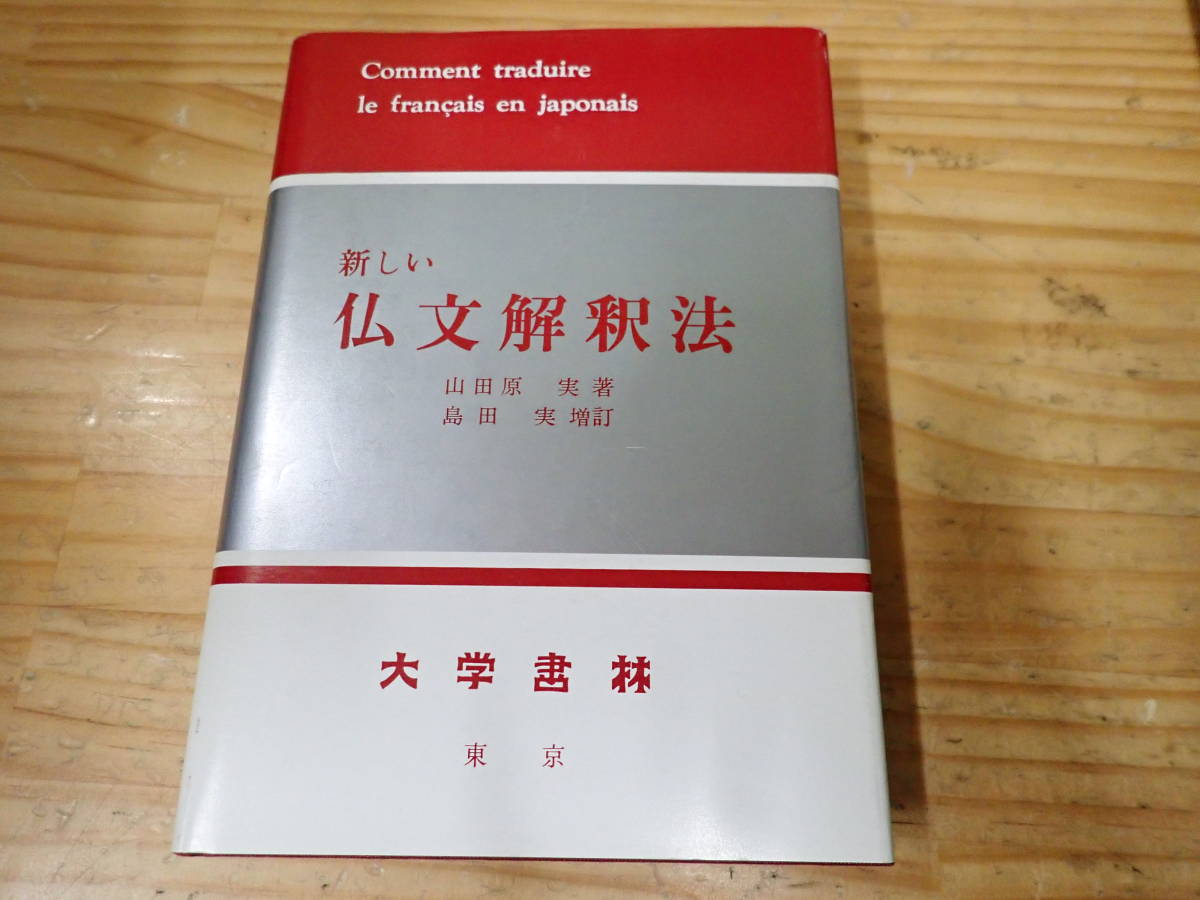 Comment traduire
le français en japonais
新しい
仏文解釈法
山田原 実 著
島田 実 増訂
大学書林
東京